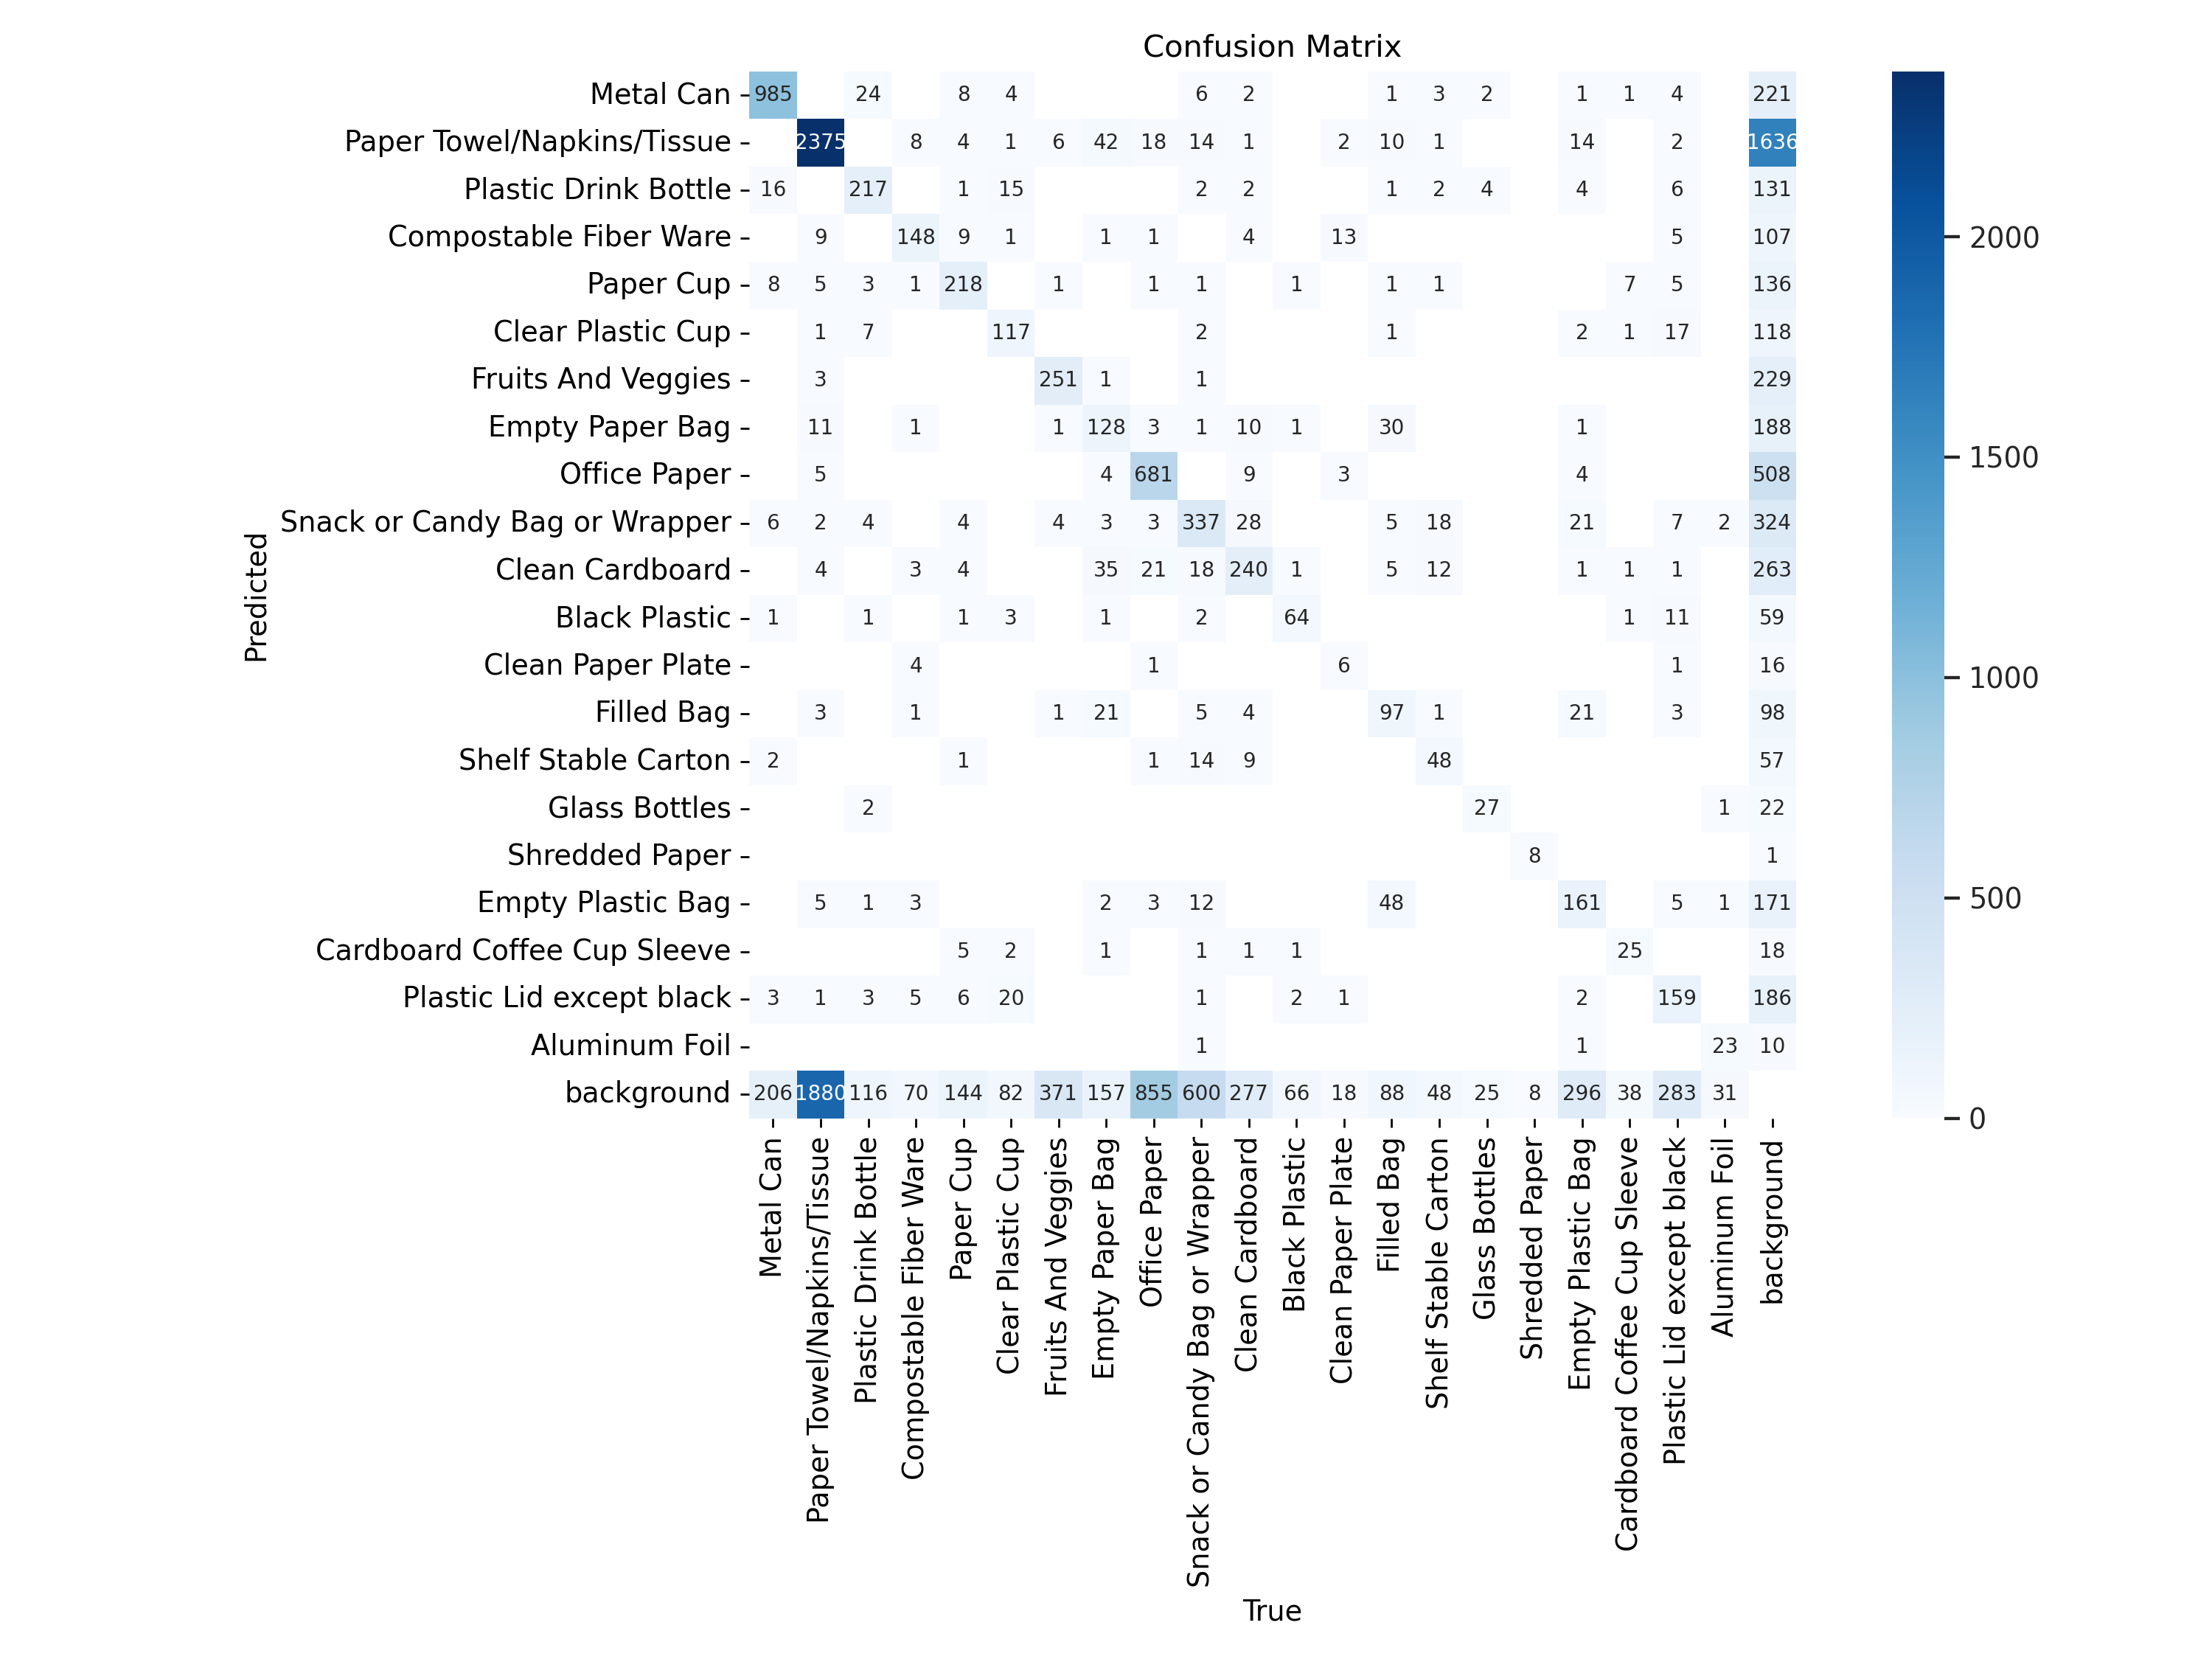 Confusion Matrix
Metal Can 985 24 8 4 6 2 1 3 2 1 1 4 221
Paper Towel/Napkins/Tissue 2375 8 4 1 6 42 18 14 1 2 10 1 14 2 1636
Plastic Drink Bottle 16 217 1 15 2 2 1 2 4 4 6 131
Compostable Fiber Ware 9 148 9 1 1 1 4 13 5 107
Paper Cup 8 5 3 1 218 1 1 1 1 1 1 7 5 136
Clear Plastic Cup 1 7 117 2 1 2 1 17 118
Fruits And Veggies 3 251 1 1 229
Empty Paper Bag 11 1 1 128 3 1 10 1 30 1 188
Office Paper 5 4 681 9 3 4 508
Snack or Candy Bag or Wrapper 6 2 4 4 4 3 3 337 28 5 18 21 7 2 324
Clean Cardboard 4 3 4 35 21 18 240 1 5 12 1 1 1 263
Black Plastic 1 1 1 3 1 2 64 1 11 59
Clean Paper Plate 4 1 6 1 16
Filled Bag 3 1 1 21 5 4 97 1 21 3 98
Shelf Stable Carton 2 1 1 14 9 48 57
Glass Bottles 2 27 1 22
Shredded Paper 8 1
Empty Plastic Bag 5 1 3 2 3 12 48 161 5 1 171
Cardboard Coffee Cup Sleeve 5 2 1 1 1 1 25 18
Plastic Lid except black 3 1 3 5 6 20 1 2 1 2 159 186
Aluminum Foil 1 1 23 10
background 206 1880 116 70 144 82 371 157 855 600 277 66 18 88 48 25 8 296 38 283 31
Predicted
Metal Can
Paper Towel/Napkins/Tissue
Plastic Drink Bottle
Compostable Fiber Ware
Paper Cup
Clear Plastic Cup
Fruits And Veggies
Empty Paper Bag
Office Paper
Snack or Candy Bag or Wrapper
Clean Cardboard
Black Plastic
Clean Paper Plate
Filled Bag
Shelf Stable Carton
Glass Bottles
Shredded Paper
Empty Plastic Bag
Cardboard Coffee Cup Sleeve
Plastic Lid except black
Aluminum Foil
background
True
2000
1500
1000
500
0